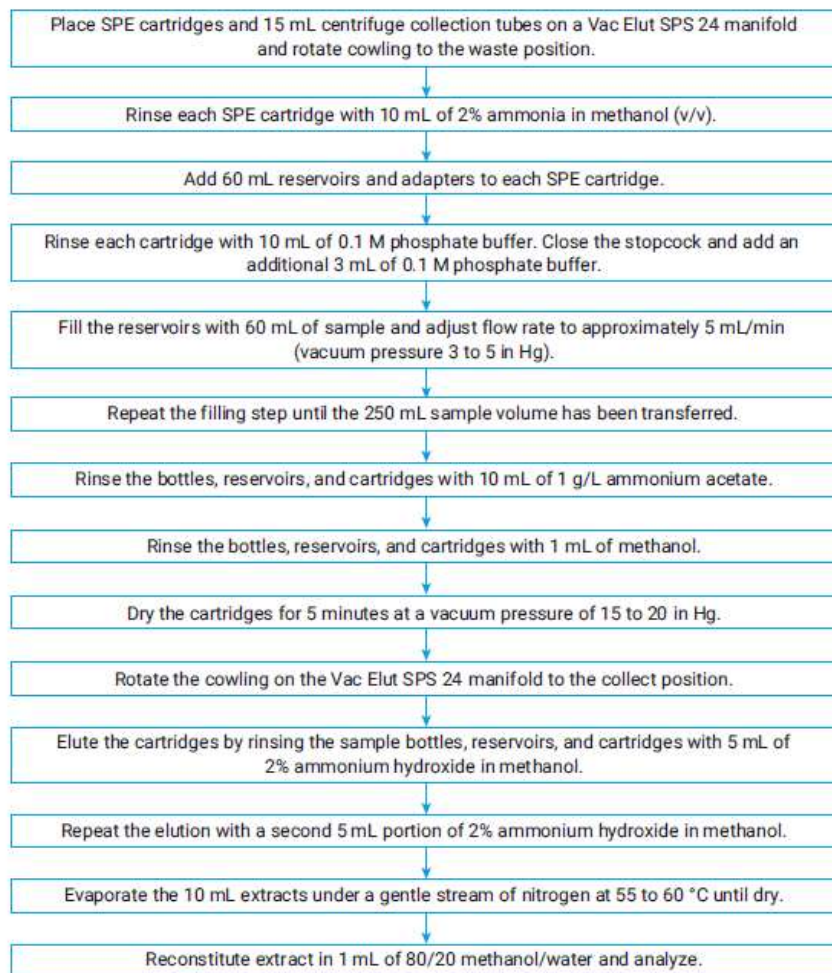 Place SPE cartridges and 15 mL centrifuge collection tubes on a Vac Elut SPS 24 manifold
and rotate cowling to the waste position.
Rinse each SPE cartridge with 10 mL of 2% ammonia in methanol (v/v).
Add 60 mL reservoirs and adapters to each SPE cartridge.
Rinse each cartridge with 10 mL of 0.1 M phosphate buffer. Close the stopcock and add an
additional 3 mL of 0.1 M phosphate buffer.
Fill the reservoirs with 60 mL of sample and adjust flow rate to approximately 5 mL/min
(vacuum pressure 3 to 5 in Hg).
Repeat the filling step until the 250 mL sample volume has been transferred.
Rinse the bottles, reservoirs, and cartridges with 10 mL of 1 g/L ammonium acetate.
Rinse the bottles, reservoirs, and cartridges with 1 mL of methanol.
Dry the cartridges for 5 minutes at a vacuum pressure of 15 to 20 in Hg.
Rotate the cowling on the Vac Elut SPS 24 manifold to the collect position.
Elute the cartridges by rinsing the sample bottles, reservoirs, and cartridges with 5 mL of
2% ammonium hydroxide in methanol.
Repeat the elution with a second 5 mL portion of 2% ammonium hydroxide in methanol.
Evaporate the 10 mL extracts under a gentle stream of nitrogen at 55 to 60 °C until dry.
Reconstitute extract in 1 mL of 80/20 methanol/water and analyze.